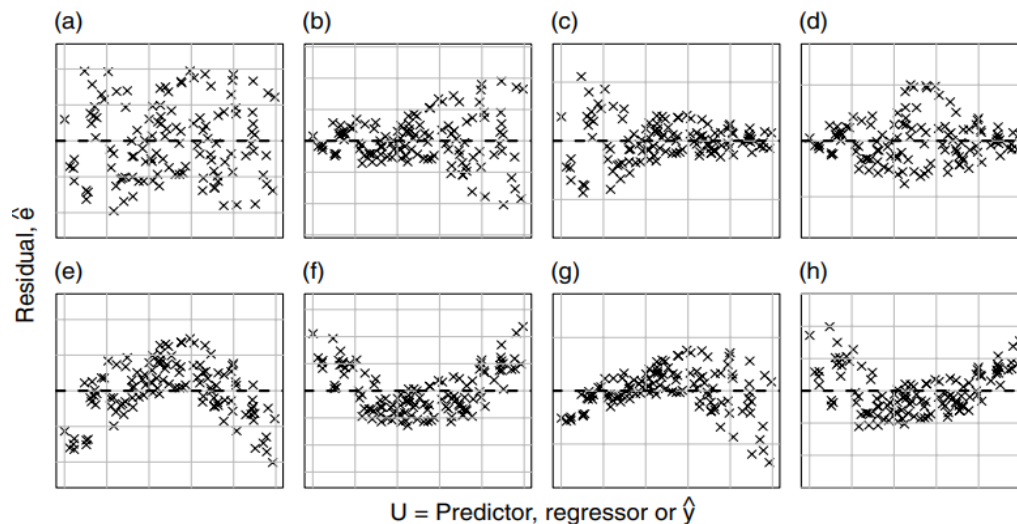 (a) (b) (c) (d)
Residual, ê
(e) (f) (g) (h)
U = Predictor, regressor or ŷ